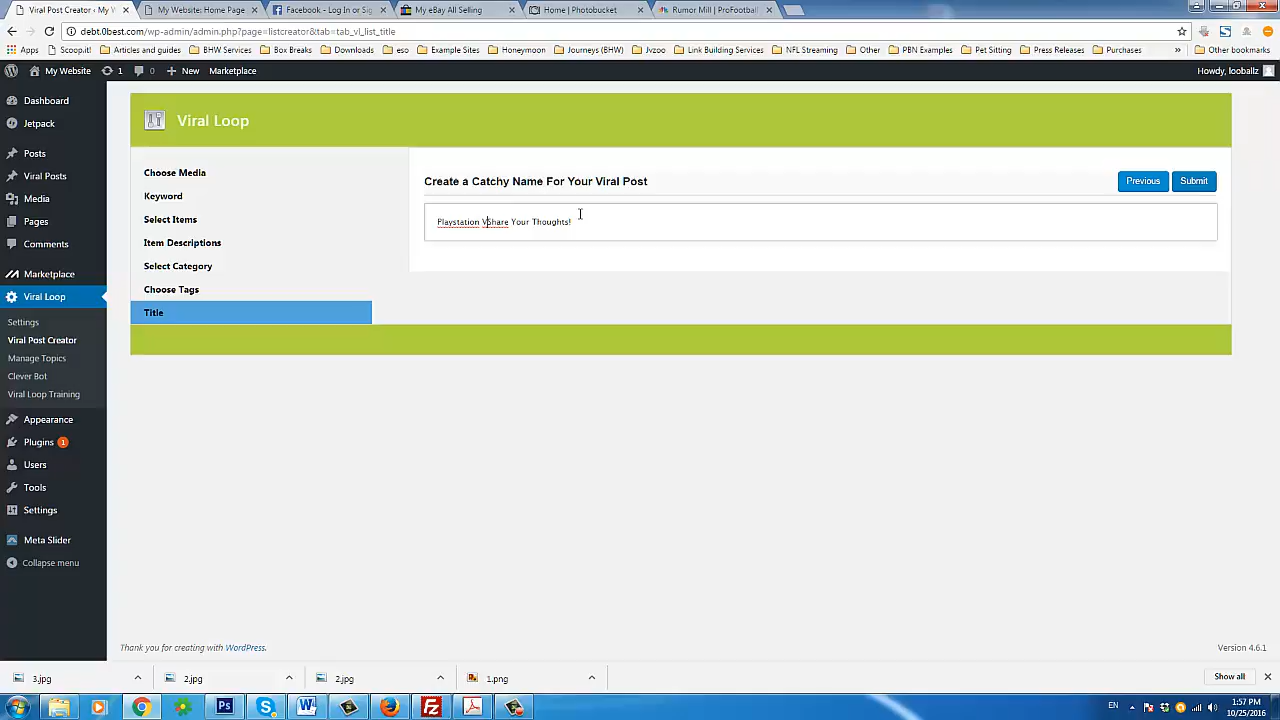 Viral Post Creator ‹ My W
My Website: Home Page
Facebook - Log In or Sig
My eBay All Selling
Home | Photobucket
Rumor Mill | ProFootball
debt.0best.com/wp-admin/admin.php?page=listcreator&tab=tab_vl_list_title
Apps
Scoop.it!
Articles and guides
BHW Services
Box Breaks
Downloads
eso
Example Sites
Honeymoon
Journeys (BHW)
Jvzoo
Link Building Services
NFL Streaming
Other
PBN Examples
Pet Sitting
Press Releases
Purchases
»
Other bookmarks
My Website
1
0
New
Marketplace
Howdy, looballz
Dashboard
Jetpack
Posts
Viral Posts
Media
Pages
Comments
Marketplace
Viral Loop
Settings
Viral Post Creator
Manage Topics
Clever Bot
Viral Loop Training
Appearance
Plugins 1
Users
Tools
Settings
Meta Slider
Collapse menu
Viral Loop
Choose Media
Keyword
Select Items
Item Descriptions
Select Category
Choose Tags
Title
Create a Catchy Name For Your Viral Post
Previous
Submit
Playstation VShare Your Thoughts!
Thank you for creating with WordPress.
Version 4.6.1
3.jpg
2.jpg
2.jpg
1.png
Show all
EN
1:57 PM
10/25/2016